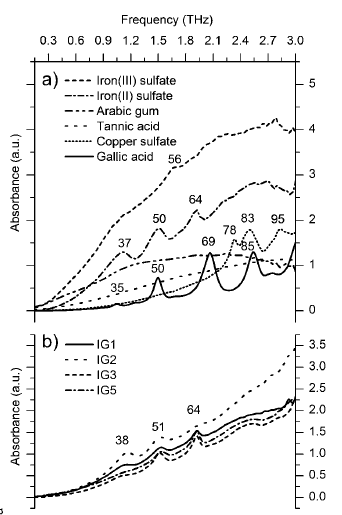 Frequency (THz)
0.3 0.6 0.9 1.2 1.5 1.8 2.1 2.4 2.7 3.0
a)
Iron(III) sulfate
Iron(II) sulfate
Arabic gum
Tannic acid
Copper sulfate
Gallic acid
Absorbance (a.u.)
5
4
3
2
1
0
56
64
50
37
35
50
69
78
83
85
95
b)
IG1
IG2
IG3
IG5
Absorbance (a.u.)
3.5
3.0
2.5
2.0
1.5
1.0
0.5
0.0
38
51
64